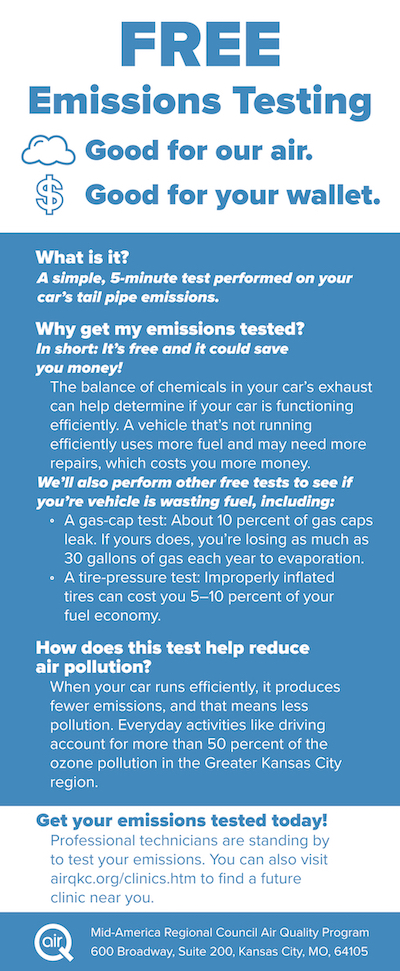 FREE
Emissions Testing
Good for our air.
Good for your wallet.
What is it?
A simple, 5-minute test performed on your
car's tail pipe emissions.
Why get my emissions tested?
In short: It's free and it could save
you money!
The balance of chemicals in your car's exhaust
can help determine if your car is functioning
efficiently. A vehicle that's not running
efficiently uses more fuel and may need more
repairs, which costs you more money.
We'll also perform other free tests to see if
you're vehicle is wasting fuel, including:
• A gas-cap test: About 10 percent of gas caps
leak. If yours does, you're losing as much as
30 gallons of gas each year to evaporation.
• A tire-pressure test: Improperly inflated
tires can cost you 5–10 percent of your
fuel economy.
How does this test help reduce
air pollution?
When your car runs efficiently, it produces
fewer emissions, and that means less
pollution. Everyday activities like driving
account for more than 50 percent of the
ozone pollution in the Greater Kansas City
region.
Get your emissions tested today!
Professional technicians are standing by
to test your emissions. You can also visit
airqkc.org/clinics.htm to find a future
clinic near you.
air Q
Mid-America Regional Council Air Quality Program
600 Broadway, Suite 200, Kansas City, MO, 64105